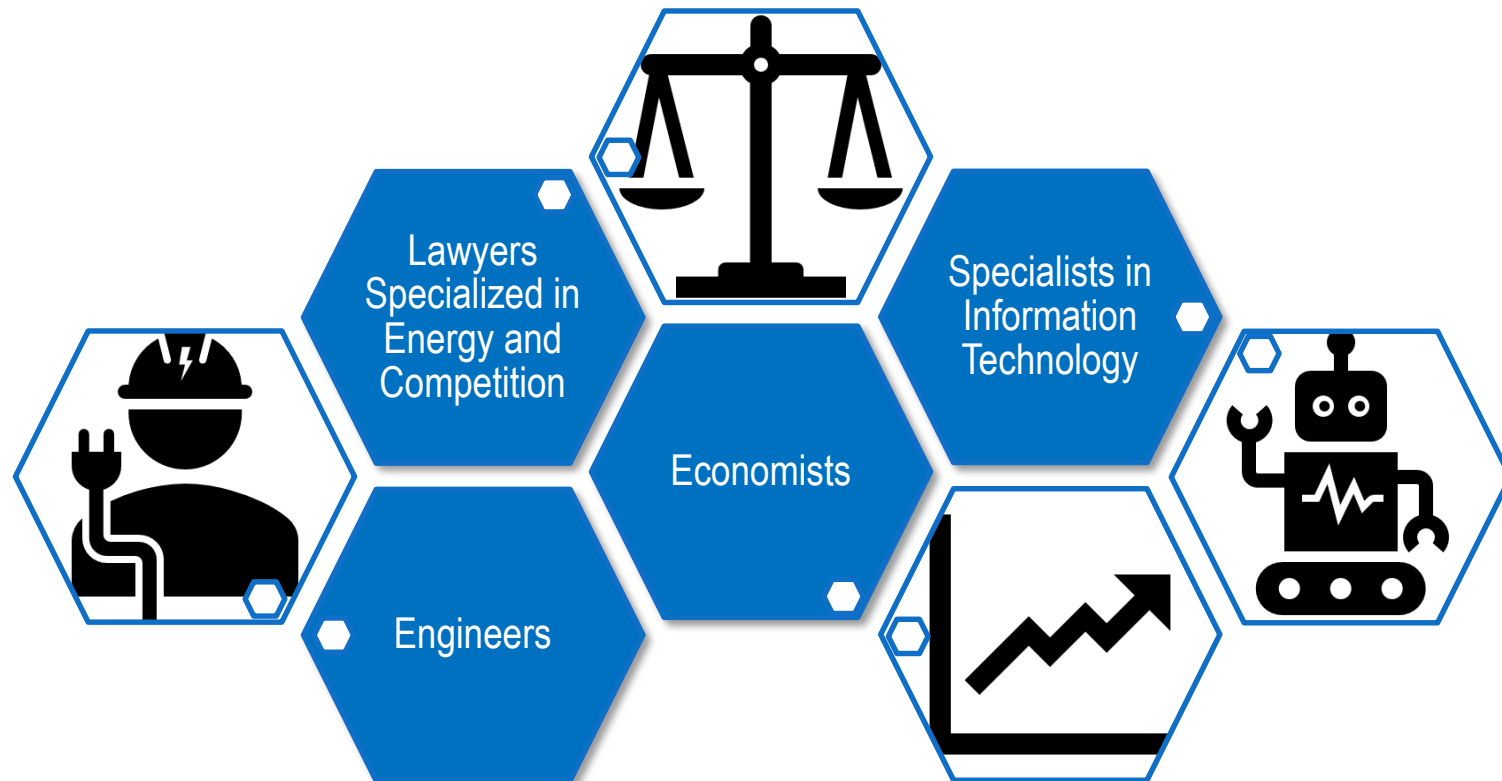 Lawyers
Specialized in
Energy and
Competition
Specialists in
Information
Technology
Economists
Engineers